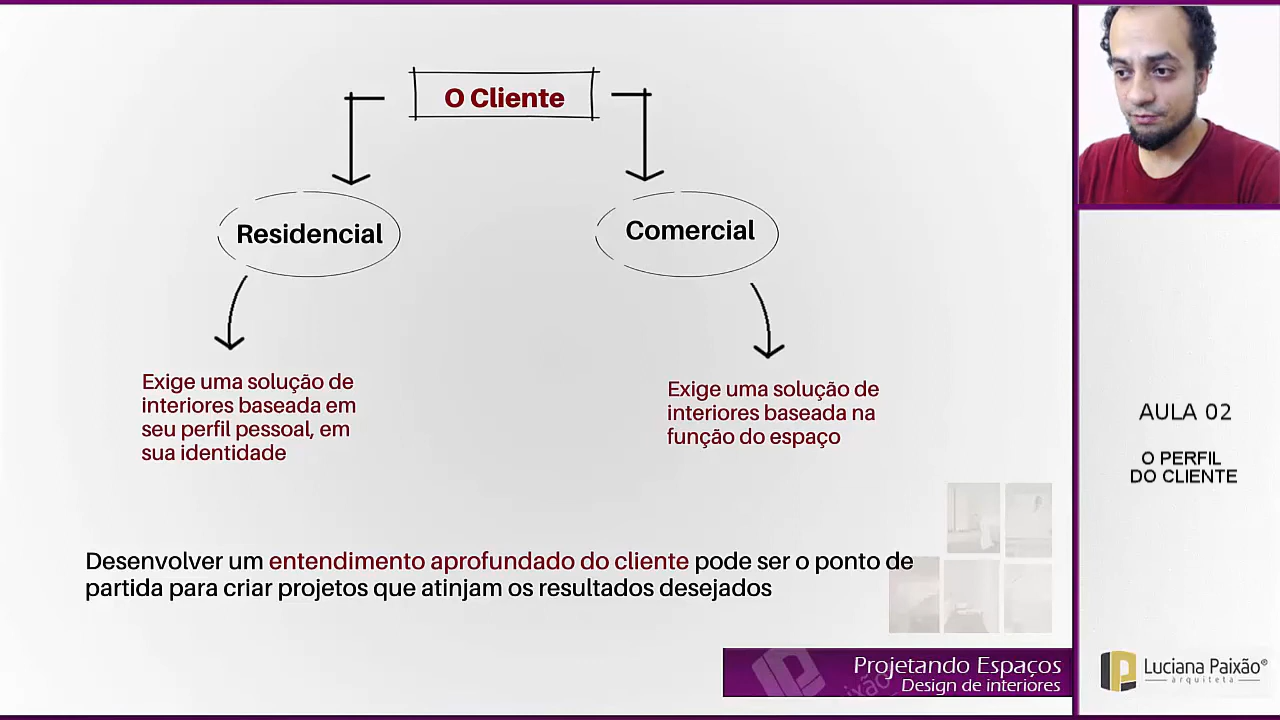 O Cliente
Residencial
Comercial
Exige uma solução de
interiores baseada em
seu perfil pessoal, em
sua identidade
Exige uma solução de
interiores baseada na
função do espaço
Desenvolver um entendimento aprofundado do cliente pode ser o ponto de
partida para criar projetos que atinjam os resultados desejados
Projetando Espaços
Design de interiores
AULA 02
O PERFIL
DO CLIENTE
Luciana Paixão®
arquiteta